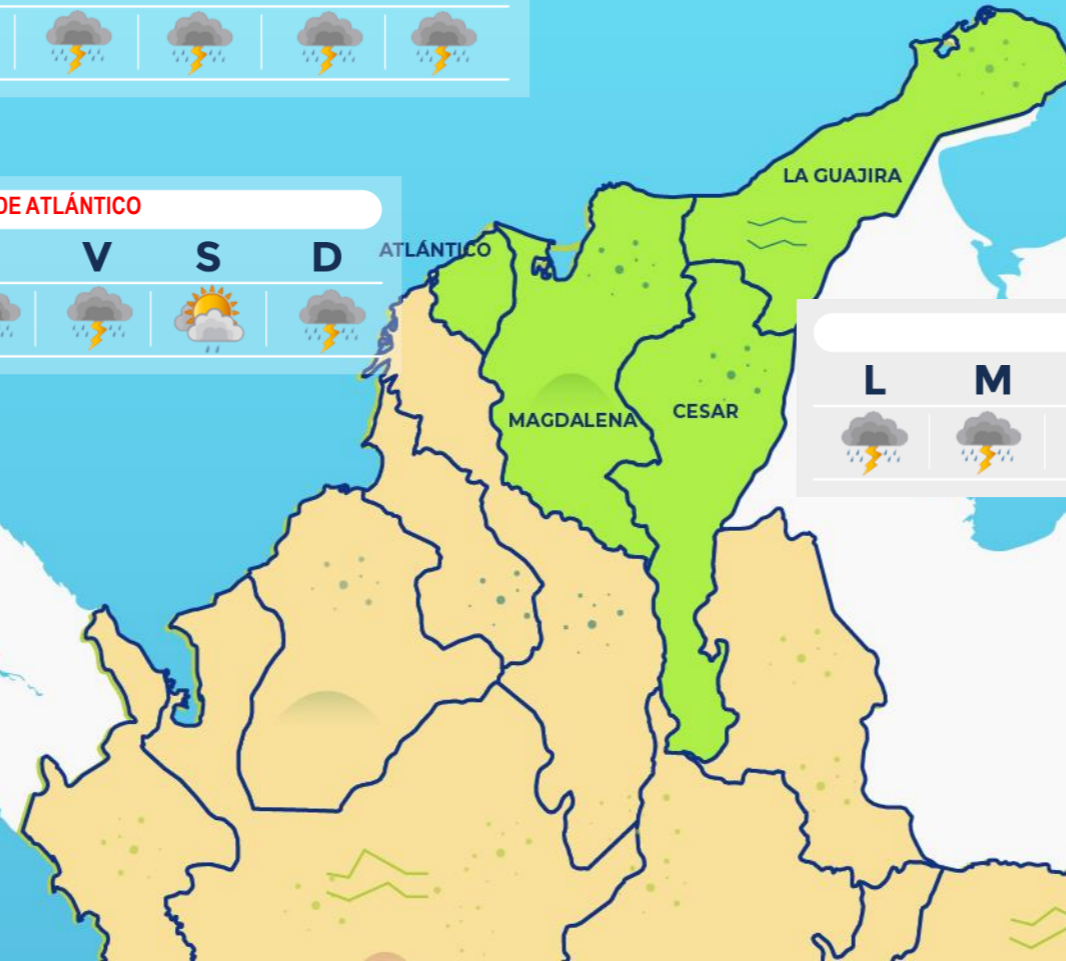 LA GUAJIRA
DE ATLÁNTICO
V S D
ATLÁNTICO
L M
MAGDALENA
CESAR